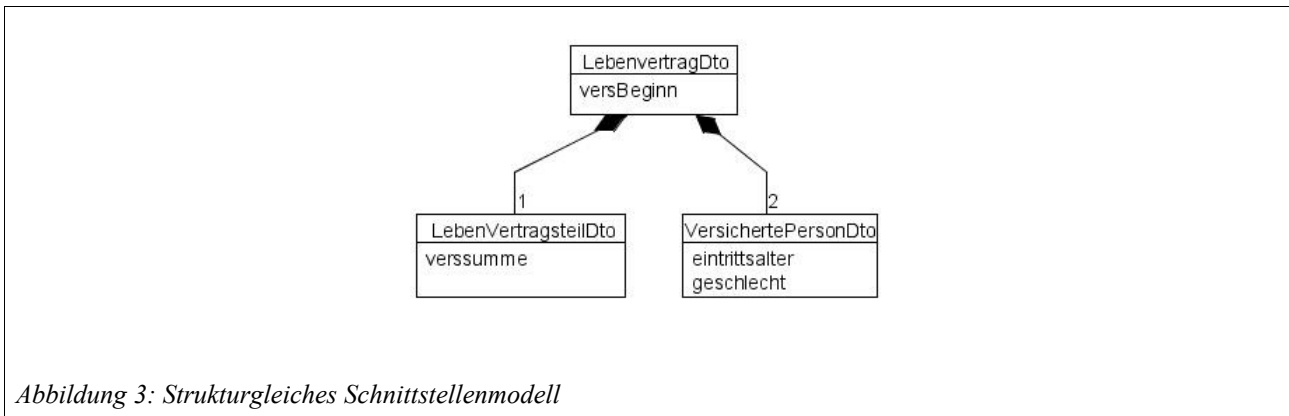 LebenvertragDto
versBeginn
1
2
LebenVertragsteilDto
verssumme
VersichertePersonDto
eintrittsalter
geschlecht
Abbildung 3: Strukturgleiches Schnittstellenmodell